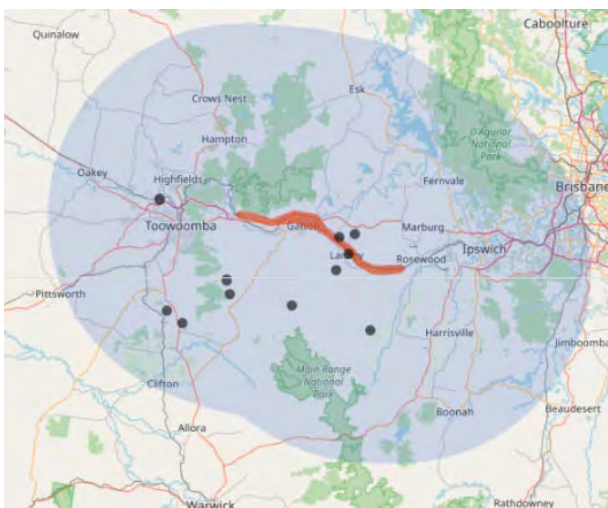 Caboolture
Quinalow
Esk
Crows Nest
D'Aguilar
National
Park
Hampton
Oakey
Highfields
Fernvale
Brisbane
Toowoomba
Gatton
Marburg
Ipswich
Rosewood
Pittsworth
Harrisville
Jimboomba
Main Range
National
Park
Clifton
Boonah
Beaudesert
Allora
Warwick
Rathdowney